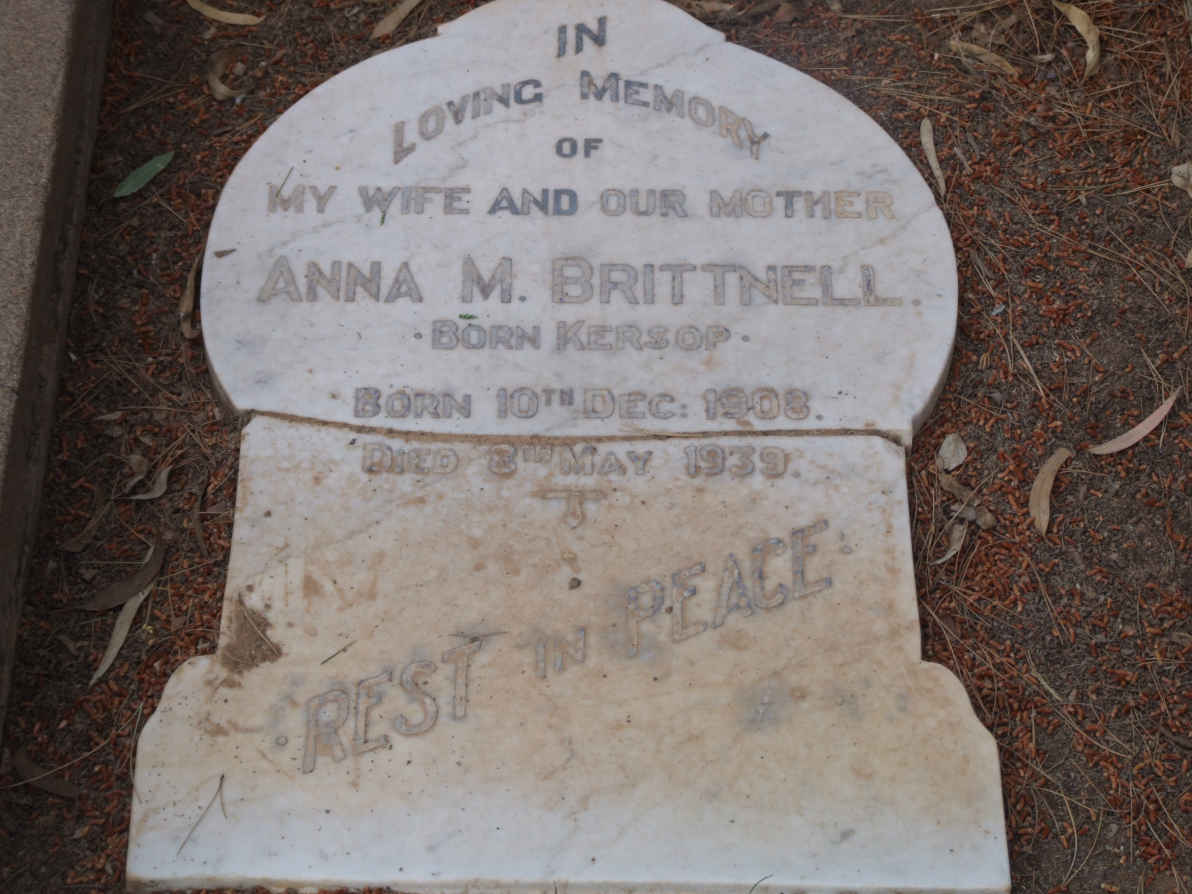 IN
LOVING MEMORY
OF
MY WIFE AND OUR MOTHER
ANNA M. BRITTNELL.
· BORN KERSOP ·
BORN 10TH DEC: 1908.
DIED 8TH MAY 1939.
· REST IN PEACE ·